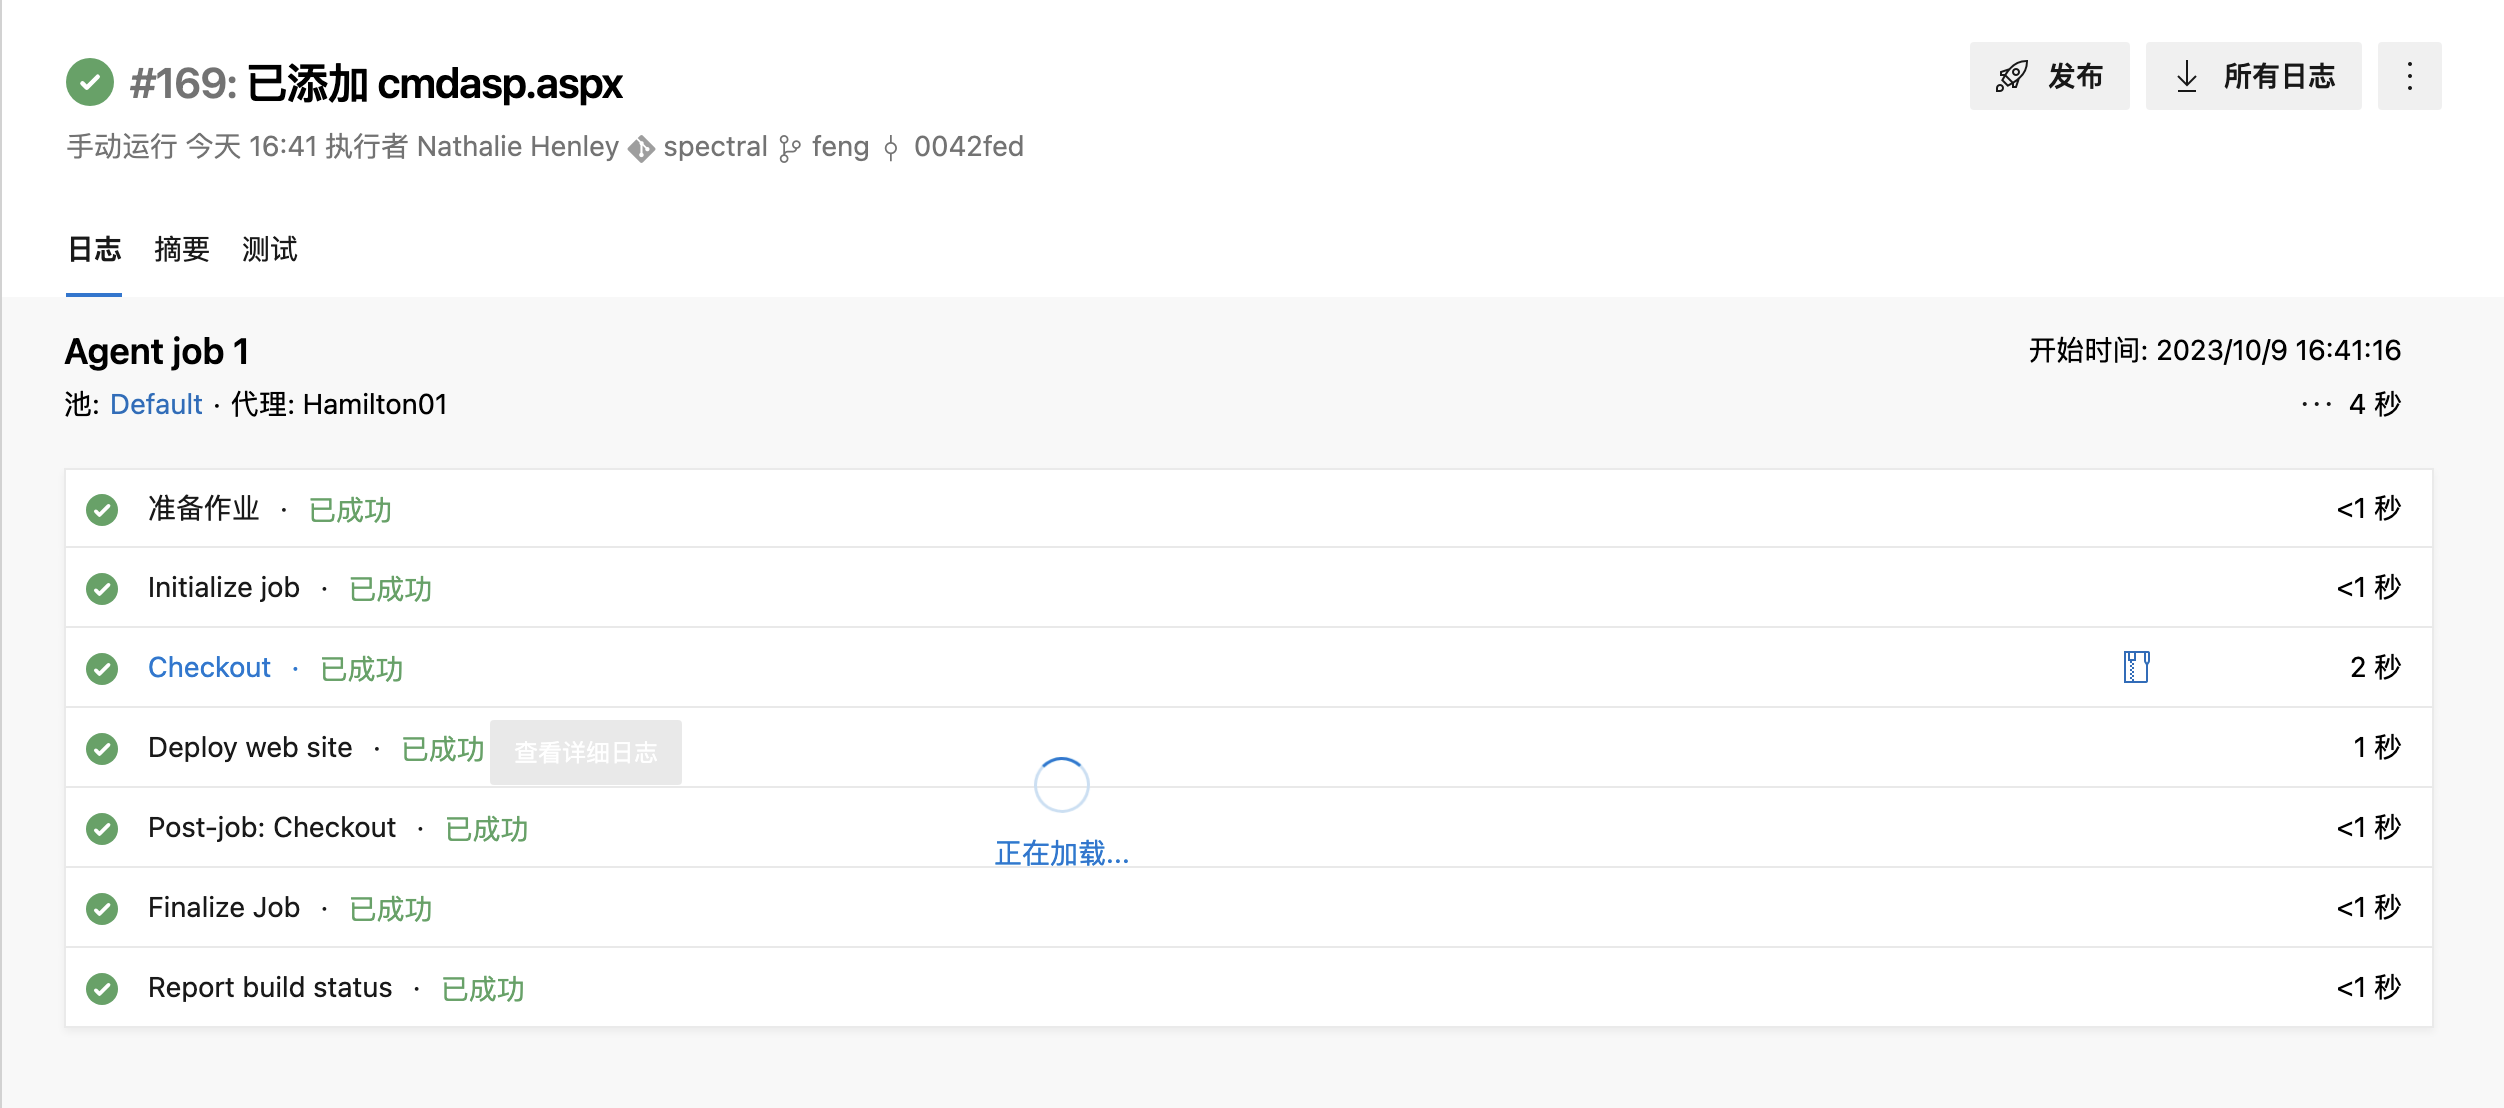 #169: 已添加 cmdasp.aspx
发布
所有日志
手动运行 今天 16:41 执行者 Nathalie Henley spectral feng 0042fed
日志 摘要 测试
Agent job 1
开始时间: 2023/10/9 16:41:16
池: Default · 代理: Hamilton01
··· 4 秒
准备作业 · 已成功 <1 秒
Initialize job · 已成功 <1 秒
Checkout · 已成功 2 秒
Deploy web site · 已成功 查看详细日志 1 秒
Post-job: Checkout · 已成功 <1 秒
正在加载...
Finalize Job · 已成功 <1 秒
Report build status · 已成功 <1 秒